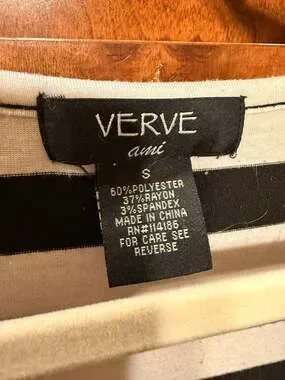 VERVE
ami
S
60%POLYESTER
37%RAYON
3%SPANDEX
MADE IN CHINA
RN#114186
FOR CARE SEE
REVERSE